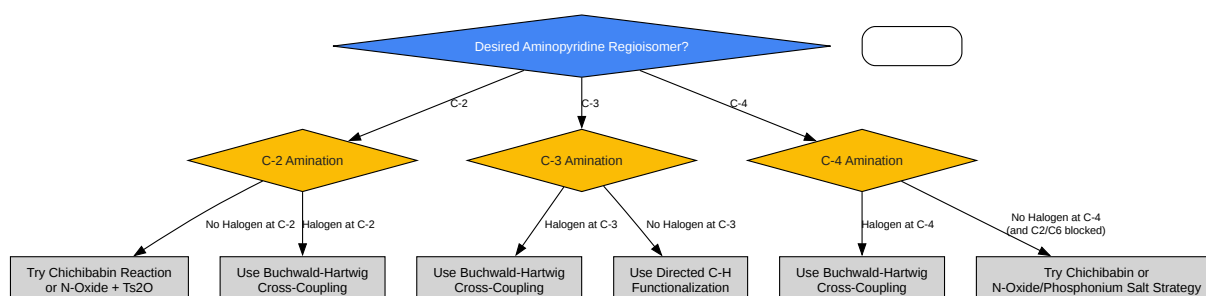 Desired Aminopyridine Regioisomer?
C-2
C-3
C-4
C-2 Amination
C-3 Amination
C-4 Amination
No Halogen at C-2
Halogen at C-2
Halogen at C-3
No Halogen at C-3
Halogen at C-4
No Halogen at C-4
(and C2/C6 blocked)
Try Chichibabin Reaction
or N-Oxide + Ts2O
Use Buchwald-Hartwig
Cross-Coupling
Use Buchwald-Hartwig
Cross-Coupling
Use Directed C-H
Functionalization
Use Buchwald-Hartwig
Cross-Coupling
Try Chichibabin or
N-Oxide/Phosphonium Salt Strategy